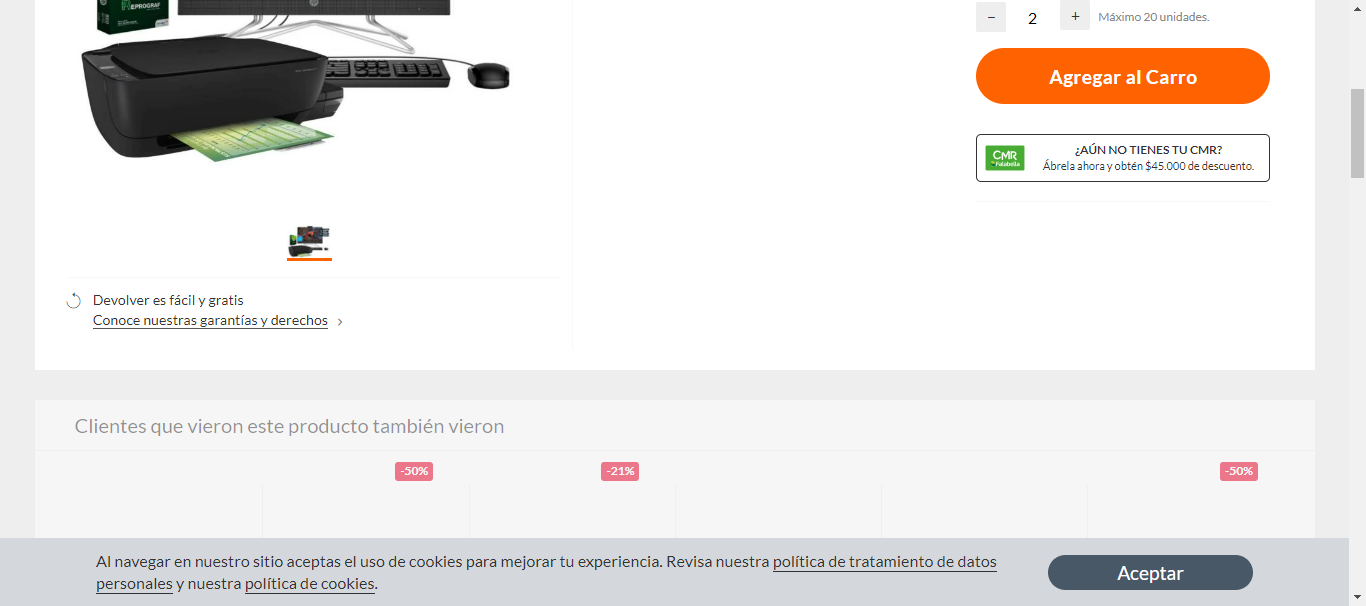 REPROGRAF
− 2 + Máximo 20 unidades.
Agregar al Carro
CMR
Falabella
¿AÚN NO TIENES TU CMR?
Ábrela ahora y obtén $45.000 de descuento.
Devolver es fácil y gratis
Conoce nuestras garantías y derechos
Clientes que vieron este producto también vieron
-50% -21% -50%
Al navegar en nuestro sitio aceptas el uso de cookies para mejorar tu experiencia. Revisa nuestra política de tratamiento de datos
personales y nuestra política de cookies.
Aceptar